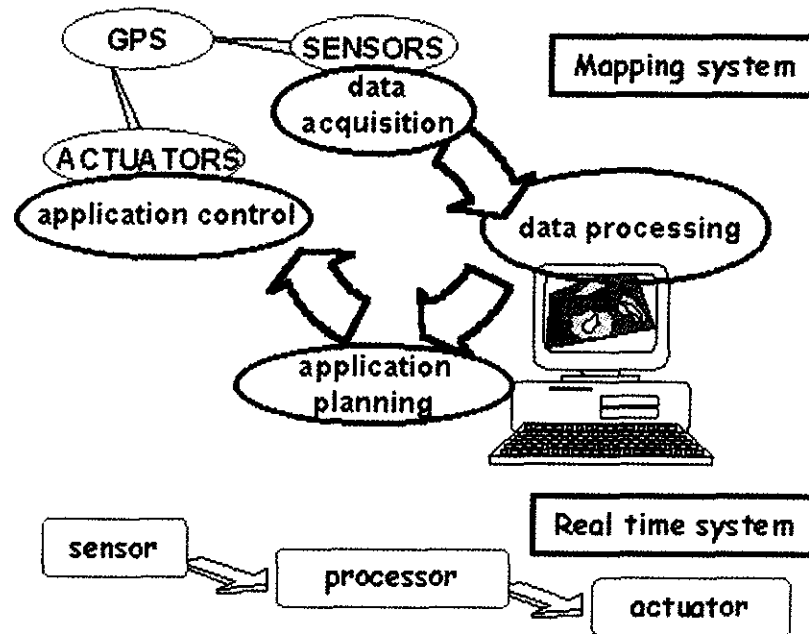 GPS
SENSORS
data
acquisition
Mapping system
ACTUATORS
application control
data processing
application
planning
Real time system
sensor
processor
actuator